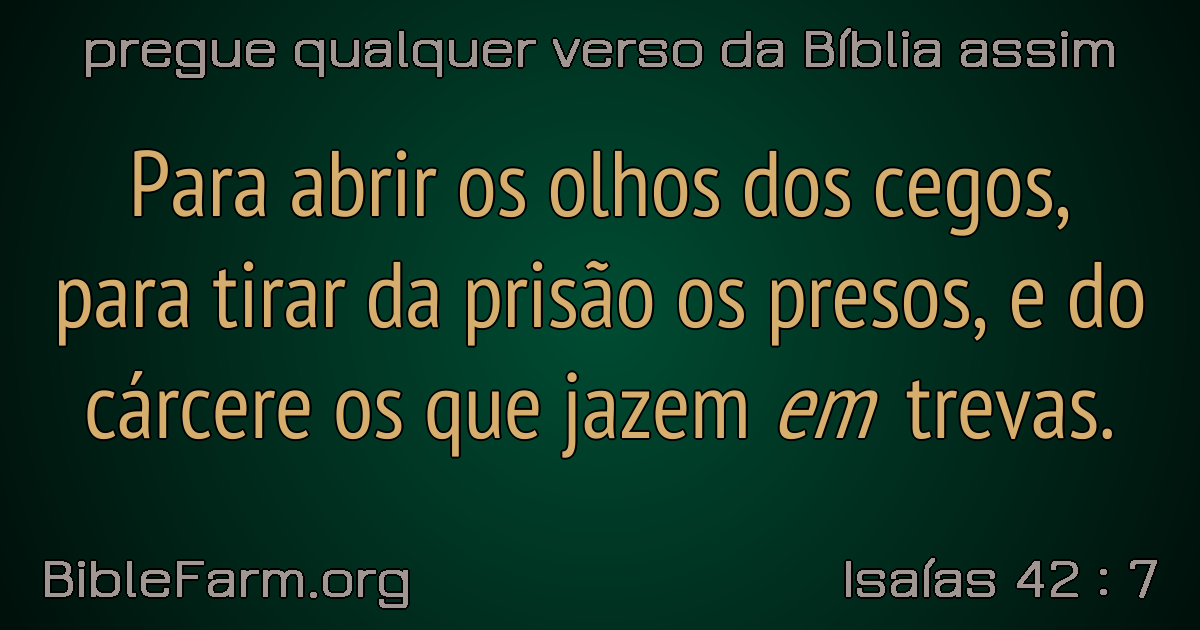 pregue qualquer verso da Bíblia assim
Para abrir os olhos dos cegos,
para tirar da prisão os presos, e do
cárcere os que jazem em trevas.
BibleFarm.org
Isaías 42 : 7